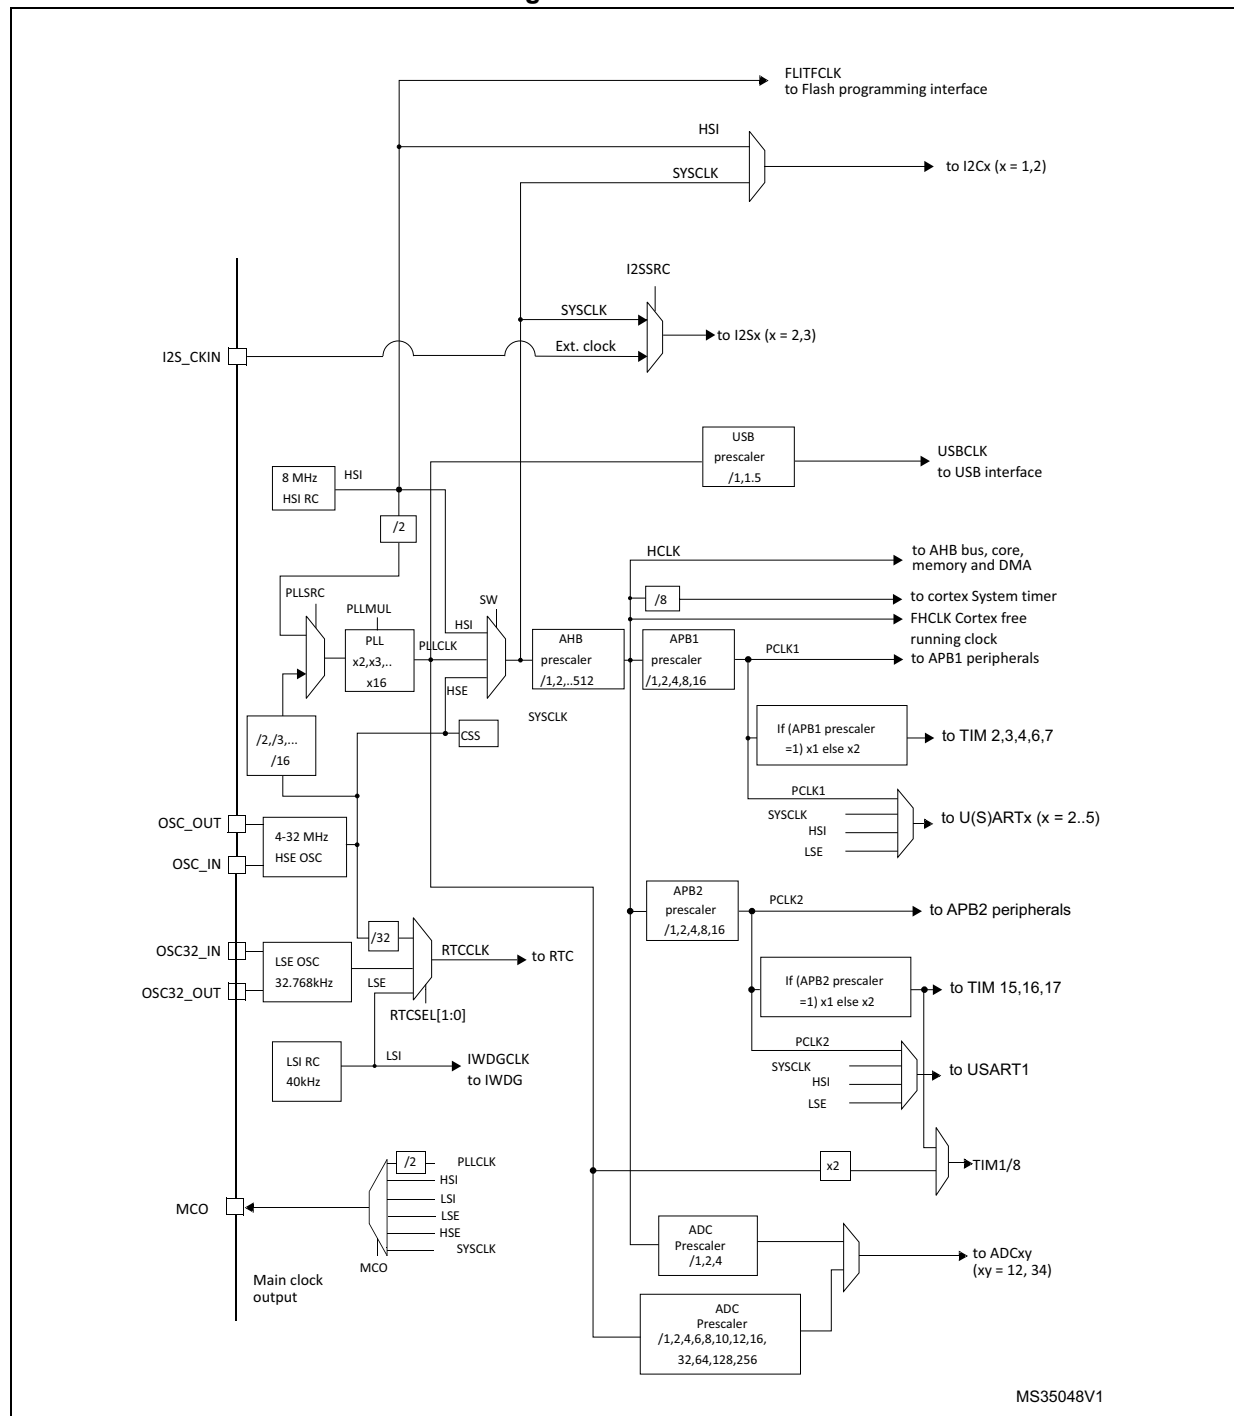 FLITFCLK
to Flash programming interface
HSI
to I2Cx (x = 1,2)
SYSCLK
I2SSRC
SYSCLK
to I2Sx (x = 2,3)
Ext. clock
I2S_CKIN
USB
prescaler
/1,1.5
USBCLK
to USB interface
8 MHz
HSI RC
HSI
/2
HCLK
to AHB bus, core,
memory and DMA
/8
to cortex System timer
FHCLK Cortex free
running clock
PLLSRC
PLLMUL
PLL
x2,x3,..
x16
PLLCLK
SW
HSI
HSE
AHB
prescaler
/1,2,..512
SYSCLK
APB1
prescaler
/1,2,4,8,16
PCLK1
to APB1 peripherals
CSS
/2,/3,...
/16
If (APB1 prescaler
=1) x1 else x2
to TIM 2,3,4,6,7
PCLK1
SYSCLK
HSI
LSE
to U(S)ARTx (x = 2..5)
OSC_OUT
OSC_IN
4-32 MHz
HSE OSC
APB2
prescaler
/1,2,4,8,16
PCLK2
to APB2 peripherals
/32
RTCCLK
to RTC
OSC32_IN
OSC32_OUT
LSE OSC
32.768kHz
LSE
RTCSEL[1:0]
If (APB2 prescaler
=1) x1 else x2
to TIM 15,16,17
LSI RC
40kHz
LSI
IWDGCLK
to IWDG
PCLK2
SYSCLK
HSI
LSE
to USART1
x2
TIM1/8
MCO
/2
PLLCLK
HSI
LSI
LSE
HSE
SYSCLK
MCO
Main clock
output
ADC
Prescaler
/1,2,4
to ADCxy
(xy = 12, 34)
ADC
Prescaler
/1,2,4,6,8,10,12,16,
32,64,128,256
MS35048V1